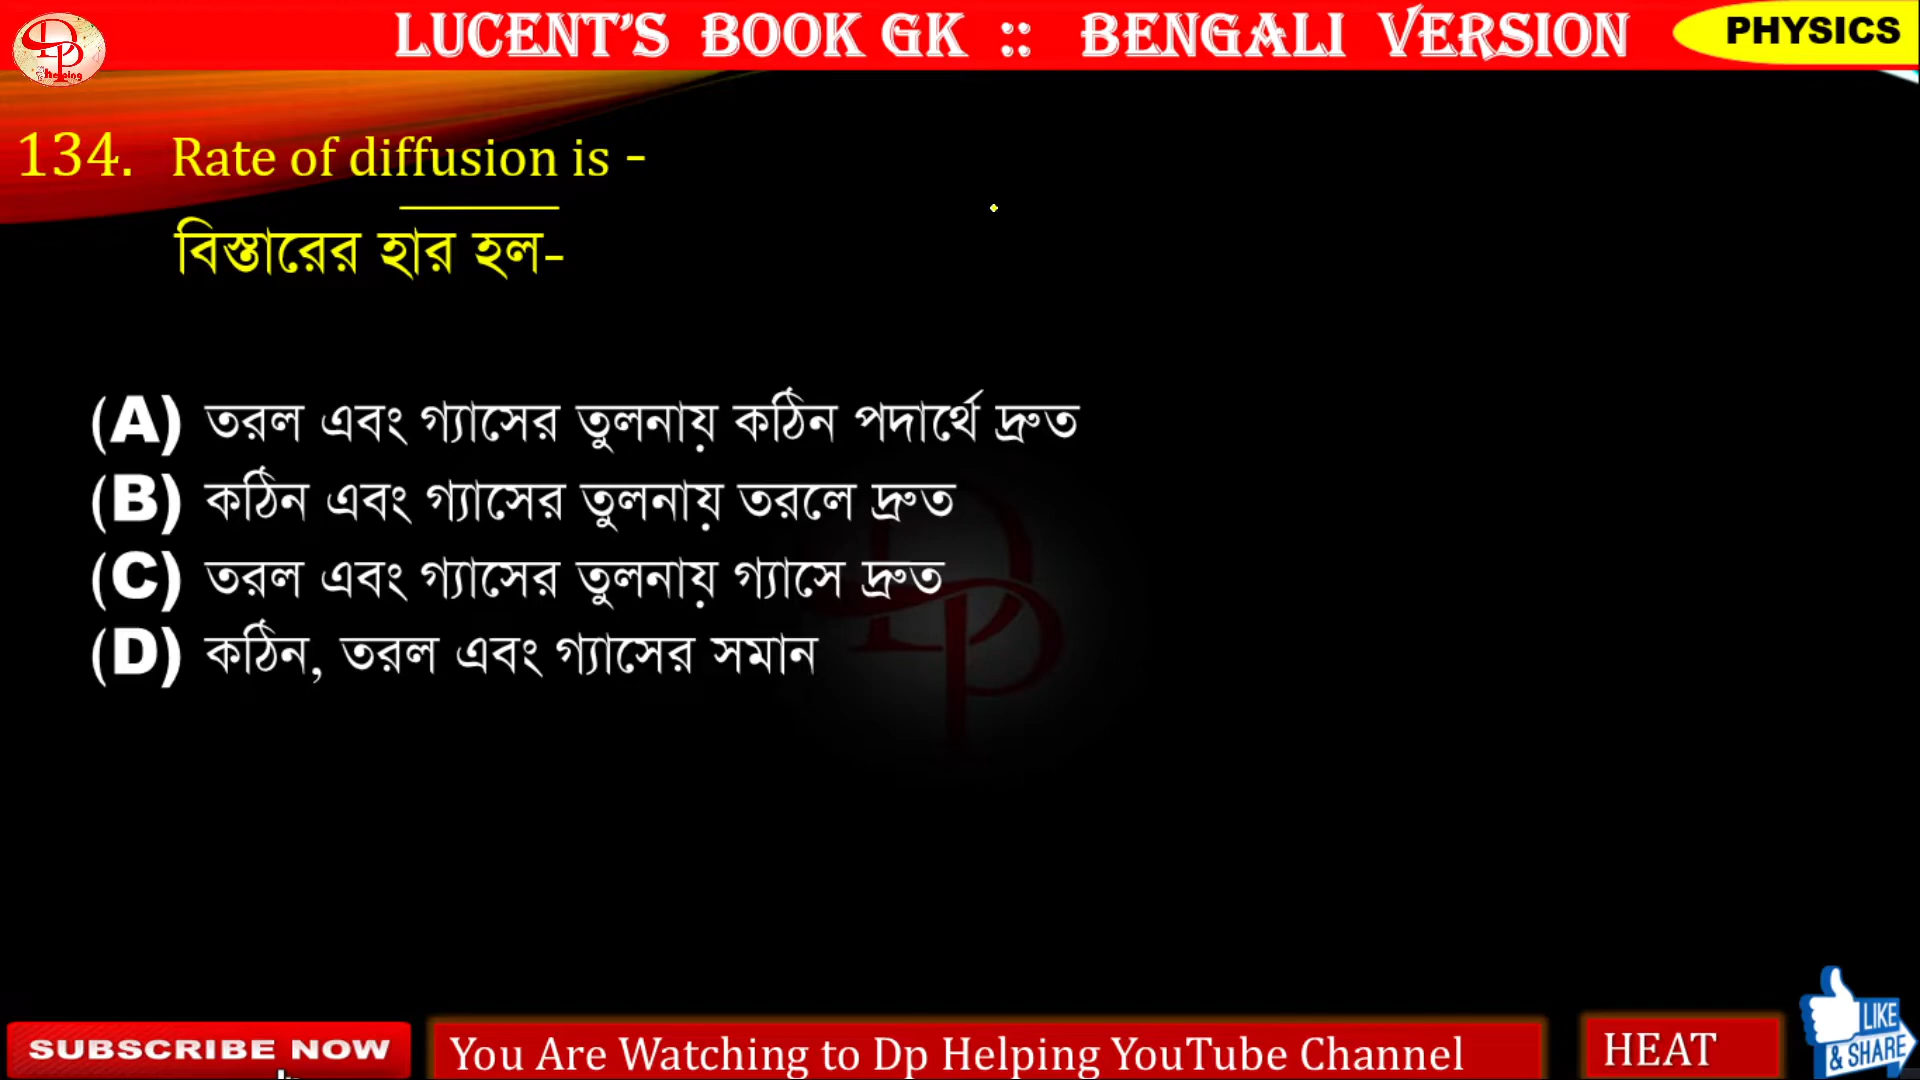 LUCENT'S BOOK GK :: BENGALI VERSION
PHYSICS
DP
helping
134. Rate of diffusion is -
বিস্তারের হার হল-
(A) তরল এবং গ্যাসের তুলনায় কঠিন পদার্থে দ্রুত
(B) কঠিন এবং গ্যাসের তুলনায় তরলে দ্রুত
(C) তরল এবং গ্যাসের তুলনায় গ্যাসে দ্রুত
(D) কঠিন, তরল এবং গ্যাসের সমান
SUBSCRIBE NOW
You Are Watching to Dp Helping YouTube Channel
HEAT
LIKE
& SHARE